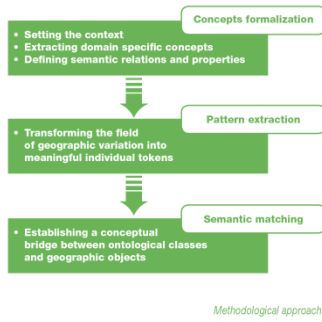 Concepts formalization
• Setting the context
• Extracting domain specific concepts
• Defining semantic relations and properties
Pattern extraction
• Transforming the field
of geographic variation into
meaningful individual tokens
Semantic matching
• Establishing a conceptual
bridge between ontological classes
and geographic objects
Methodological approach